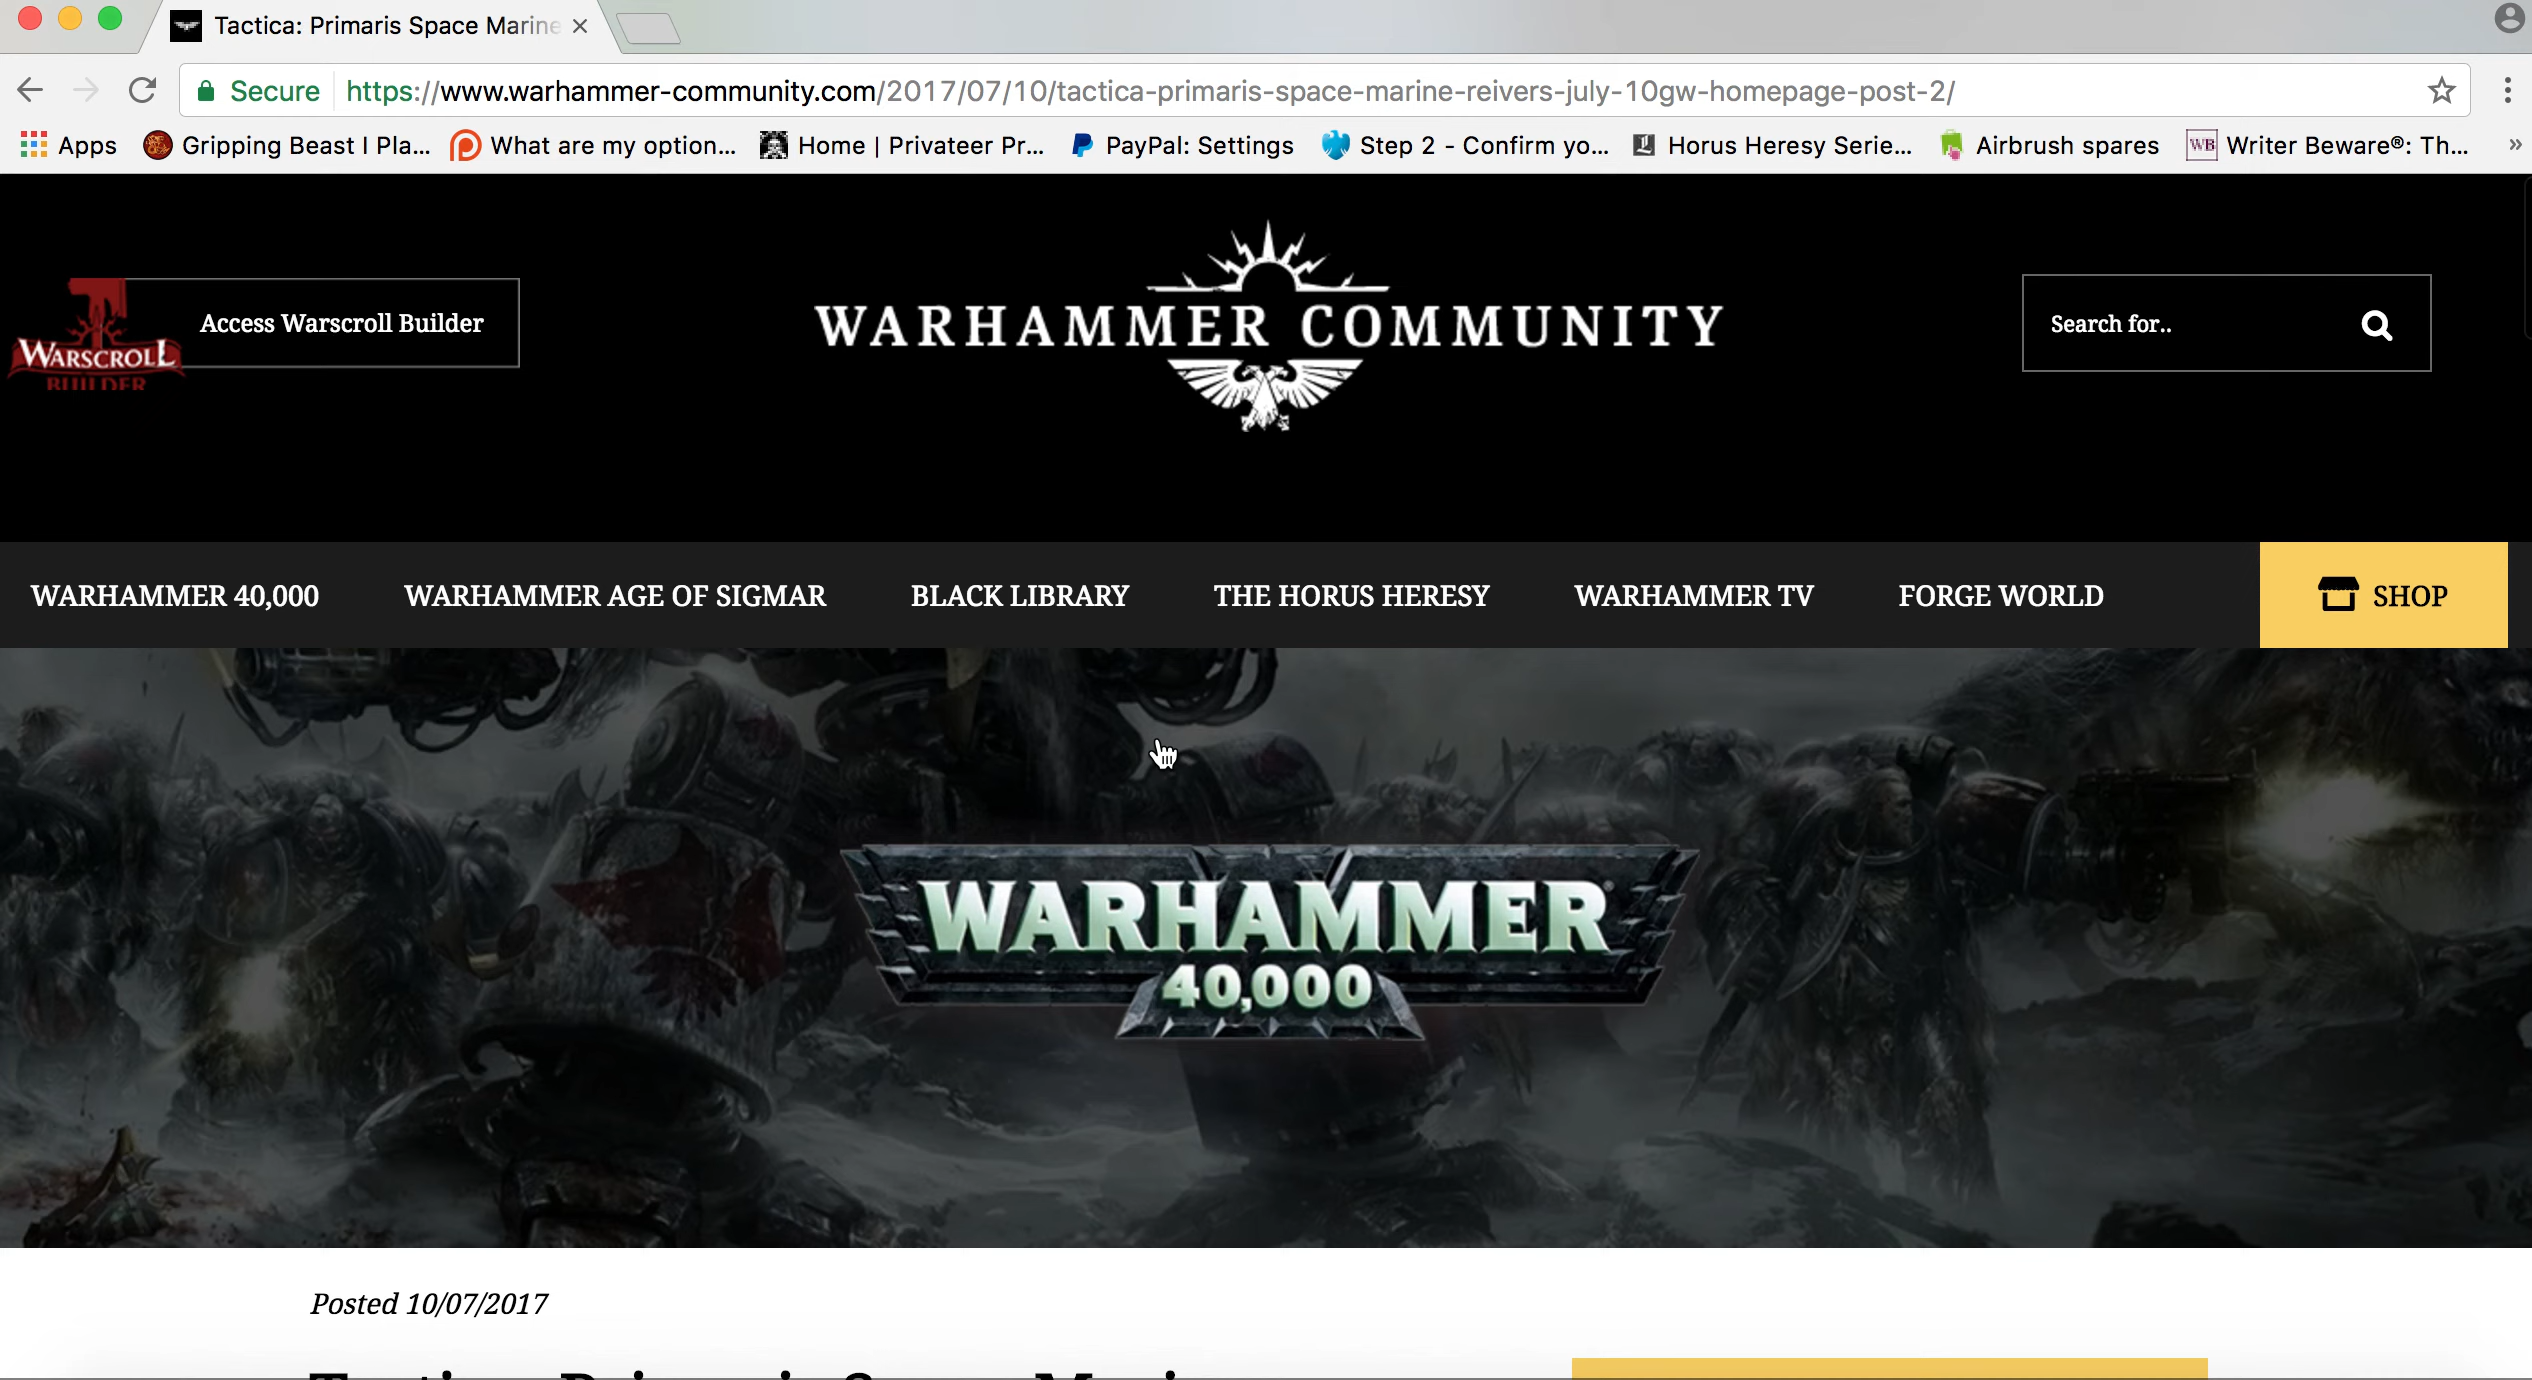 Tactica: Primaris Space Marine
Secure https://www.warhammer-community.com/2017/07/10/tactica-primaris-space-marine-reivers-july-10gw-homepage-post-2/
Apps Gripping Beast I Pla... What are my option... Home | Privateer Pr... PayPal: Settings Step 2 - Confirm yo... Horus Heresy Serie... Airbrush spares WB Writer Beware®: Th... »
WARSCROLL
BUILDER
Access Warscroll Builder
WARHAMMER COMMUNITY
Search for..
WARHAMMER 40,000 WARHAMMER AGE OF SIGMAR BLACK LIBRARY THE HORUS HERESY WARHAMMER TV FORGE WORLD SHOP
WARHAMMER®
40,000
Posted 10/07/2017